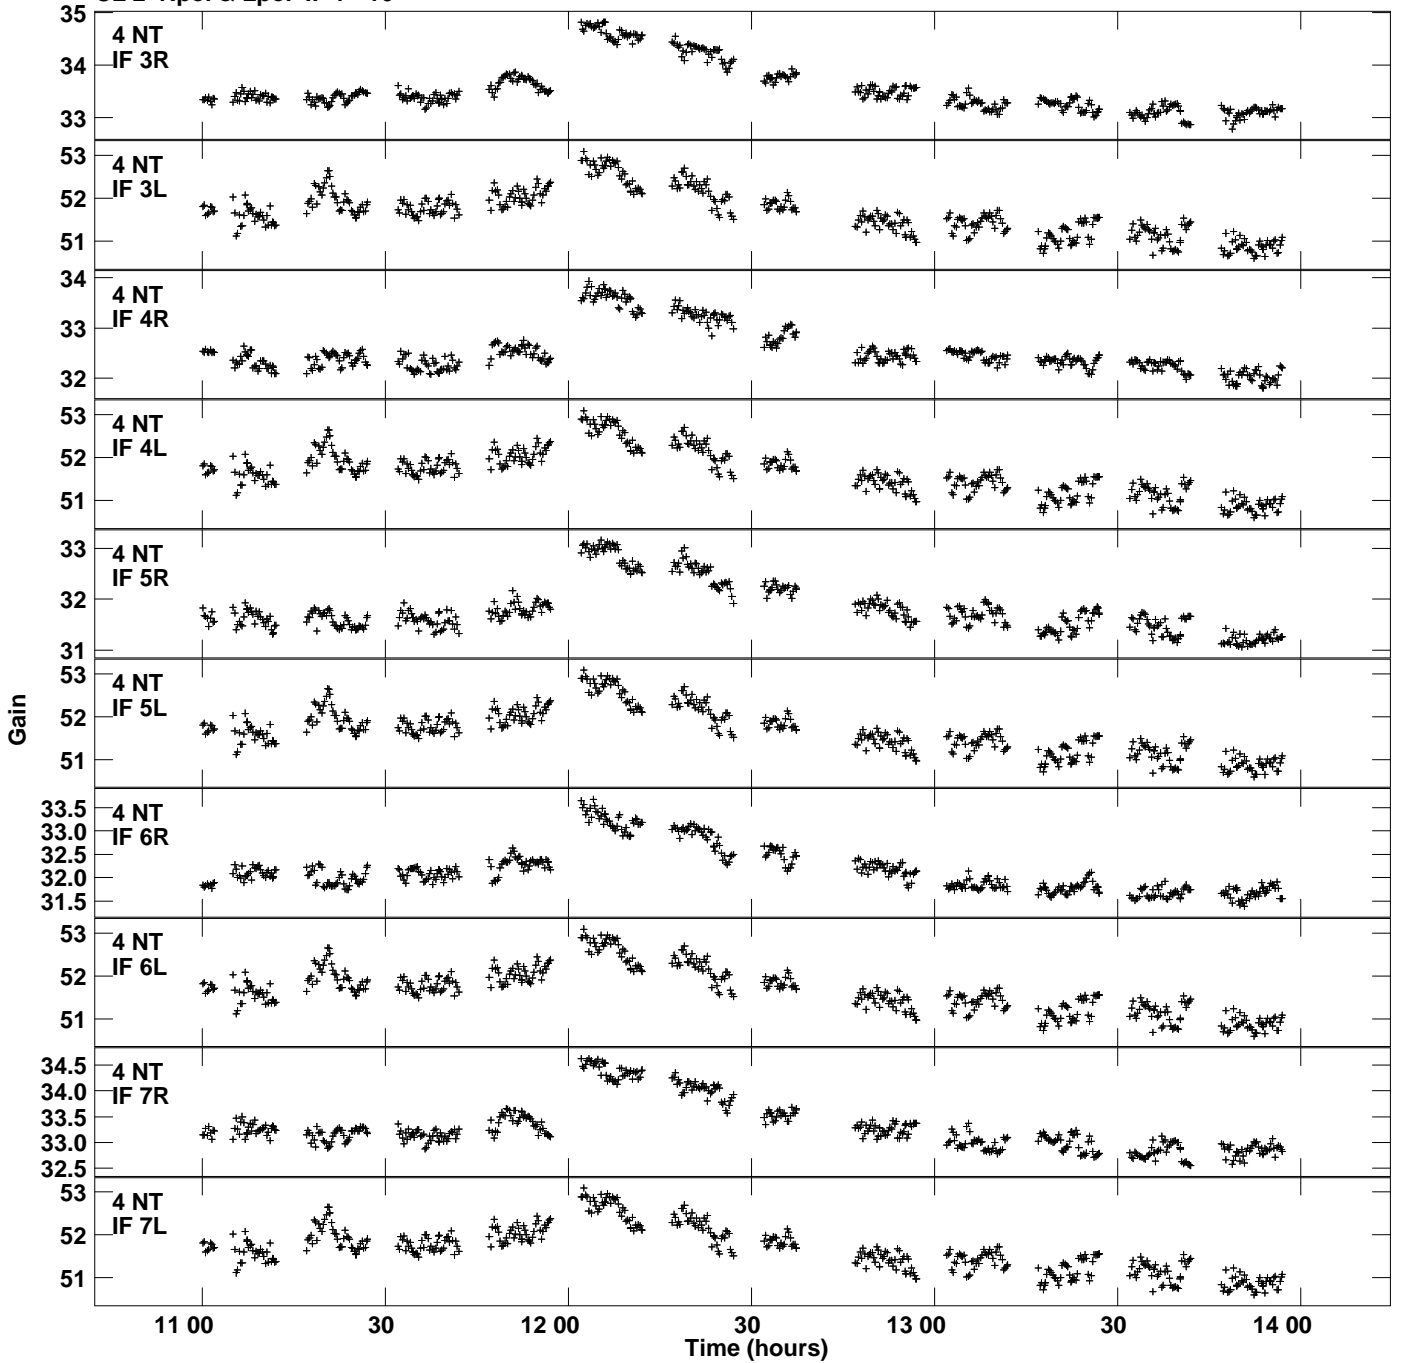 35
34
33
4 NT
IF 3R
53
52
51
4 NT
IF 3L
34
33
32
4 NT
IF 4R
53
52
51
4 NT
IF 4L
33
32
31
4 NT
IF 5R
53
52
51
4 NT
IF 5L
33.5
33.0
32.5
32.0
31.5
4 NT
IF 6R
53
52
51
4 NT
IF 6L
34.5
34.0
33.5
33.0
32.5
4 NT
IF 7R
53
52
51
4 NT
IF 7L
Gain
11 00 30 12 00 30 13 00 30 14 00
Time (hours)